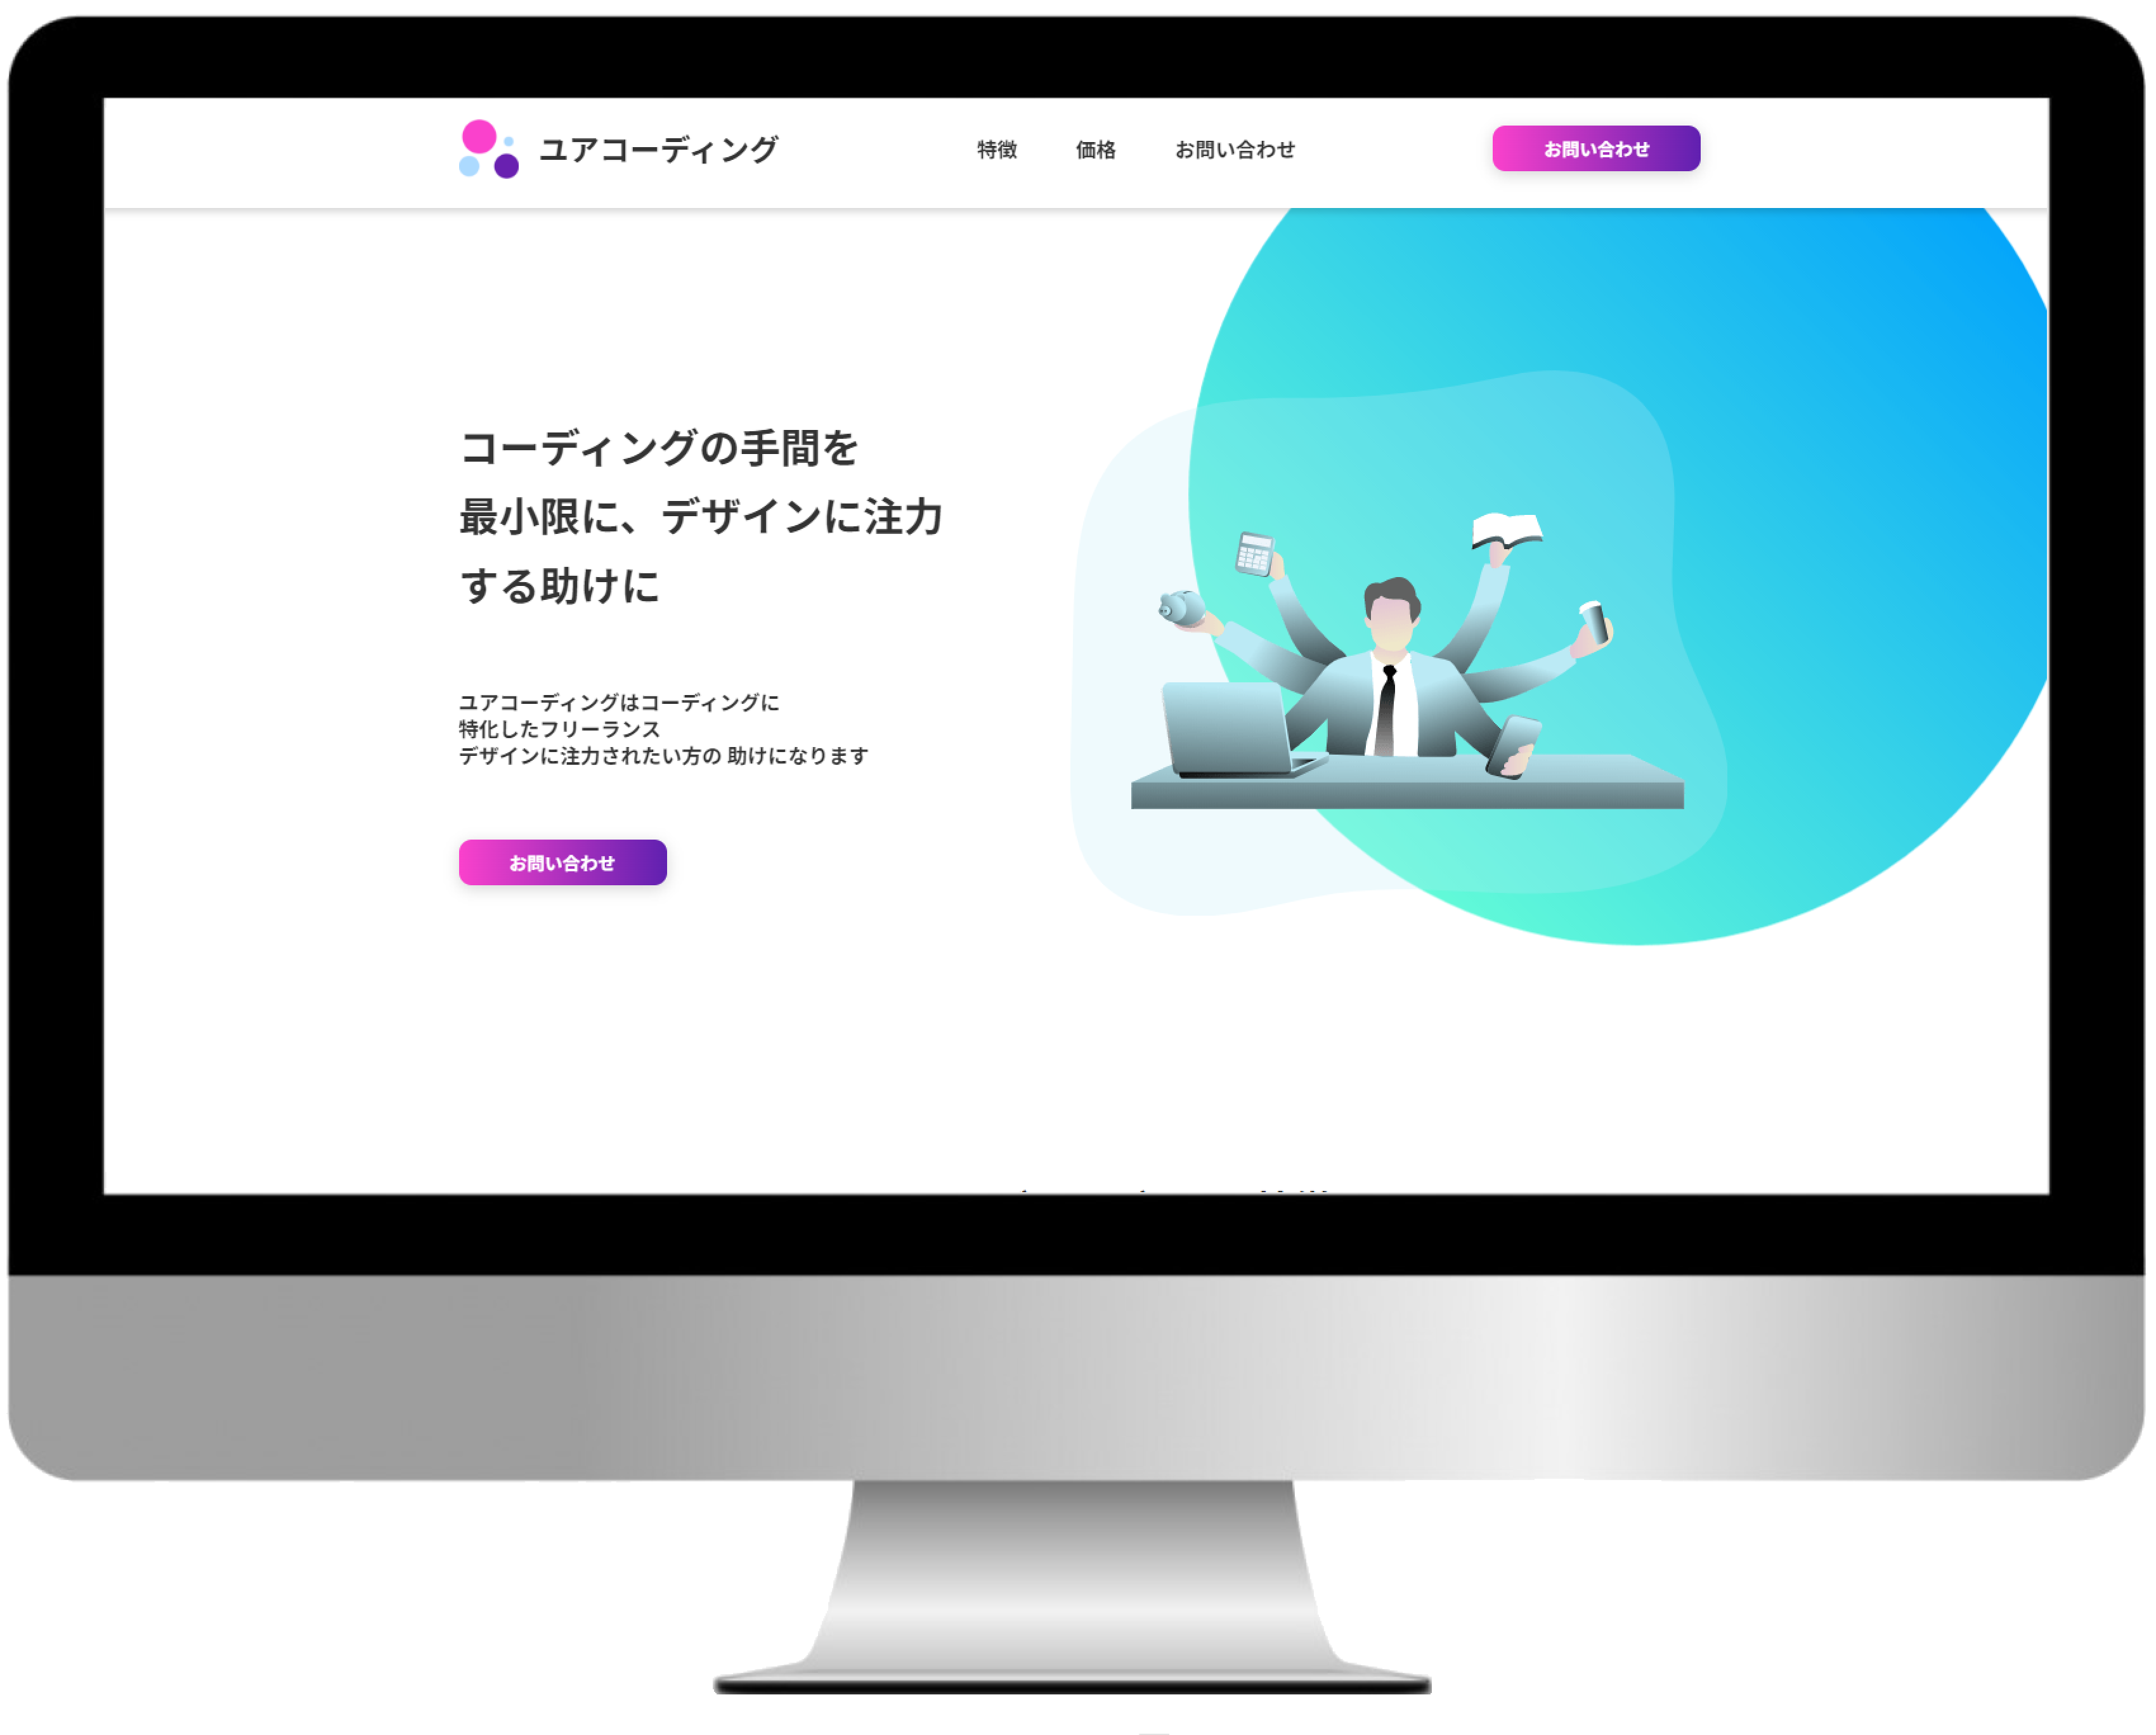 ユアコーディング
特徴
価格
お問い合わせ
お問い合わせ
コーディングの手間を
最小限に、デザインに注力
する助けに
ユアコーディングはコーディングに
特化したフリーランス
デザインに注力されたい方の 助けになります
お問い合わせ